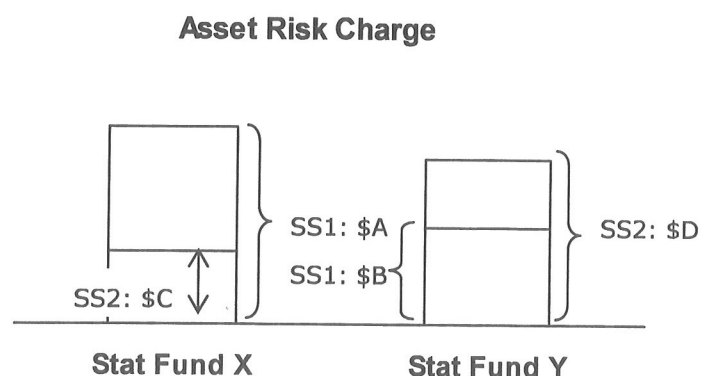 Asset Risk Charge
SS1: $A
SS2: $D
SS1: $B
SS2: $C
Stat Fund X
Stat Fund Y